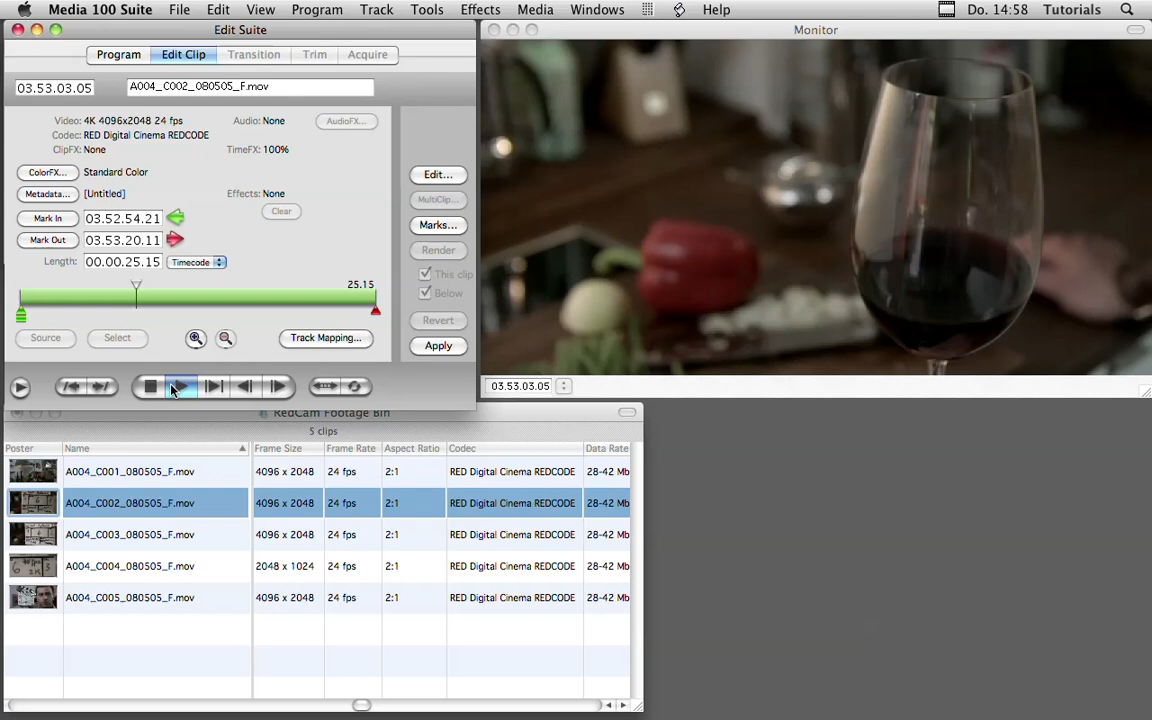 Media 100 Suite File Edit View Program Track Tools Effects Media Windows Help Do. 14:58 Tutorials
Edit Suite
Monitor
Program Edit Clip Transition Trim Acquire
03.53.03.05 A004_C002_080505_F.mov
Video: 4K 4096x2048 24 fps Audio: None AudioFX...
Codec: RED Digital Cinema REDCODE
ClipFX: None TimeFX: 100%
ColorFX... Standard Color
Edit...
Metadata... [Untitled] Effects: None
MultiClip...
Mark In 03.52.54.21 Clear
Marks...
Mark Out 03.53.20.11
Render
Length: 00.00.25.15 Timecode
This clip
25.15
Below
Revert
Source Select Track Mapping...
Apply
03.53.03.05
RedCam Footage Bin
5 clips
Poster Name Frame Size Frame Rate Aspect Ratio Codec Data Rate
A004_C001_080505_F.mov 4096 x 2048 24 fps 2:1 RED Digital Cinema REDCODE 28-42 Mb
A004_C002_080505_F.mov 4096 x 2048 24 fps 2:1 RED Digital Cinema REDCODE 28-42 Mb
A004_C003_080505_F.mov 4096 x 2048 24 fps 2:1 RED Digital Cinema REDCODE 28-42 Mb
A004_C004_080505_F.mov 2048 x 1024 24 fps 2:1 RED Digital Cinema REDCODE 28-42 Mb
A004_C005_080505_F.mov 4096 x 2048 24 fps 2:1 RED Digital Cinema REDCODE 28-42 Mb